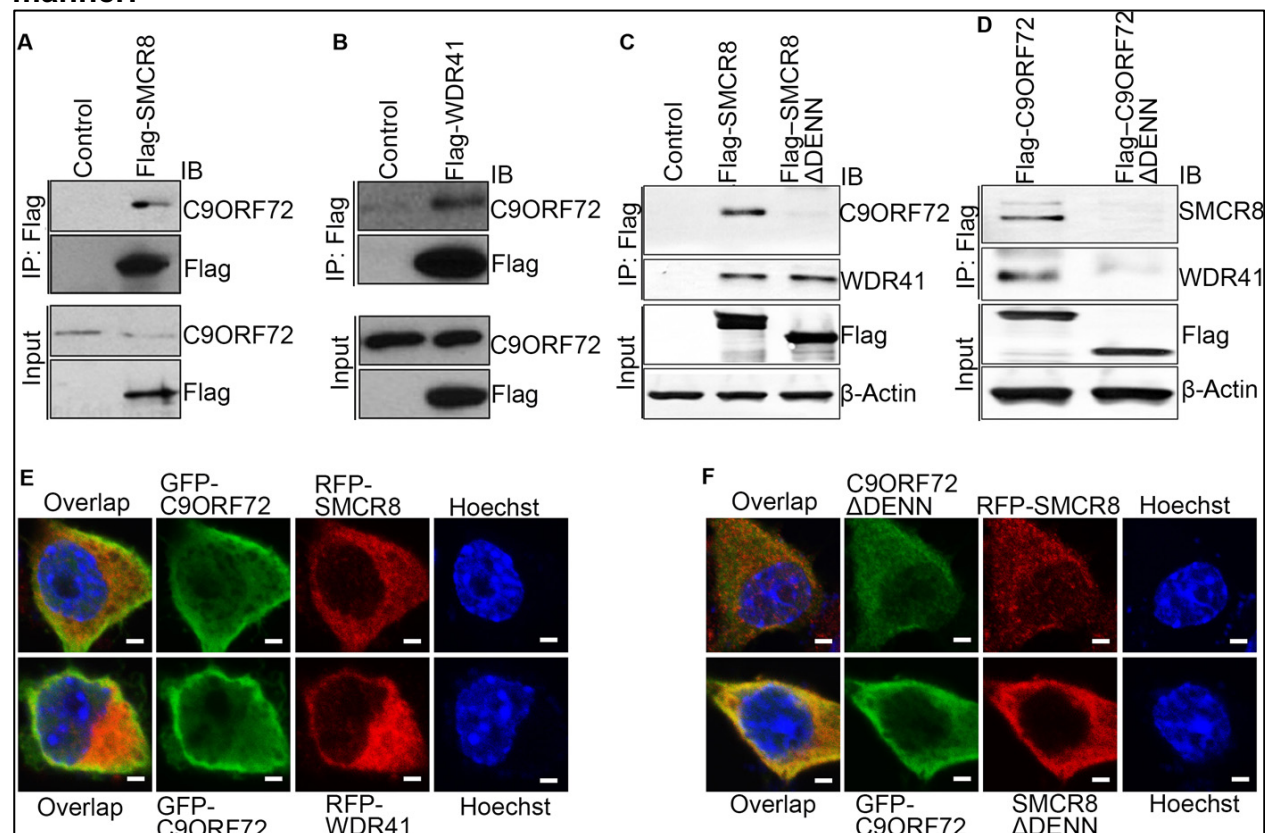 manner.
A
Control
Flag-SMCR8
IB
IP: Flag
C9ORF72
Flag
Input
C9ORF72
Flag
B
Control
Flag-WDR41
IB
IP: Flag
C9ORF72
Flag
Input
C9ORF72
Flag
C
Control
Flag-SMCR8
Flag–SMCR8
ΔDENN
IB
IP: Flag
C9ORF72
WDR41
Input
Flag
β-Actin
D
Flag-C9ORF72
Flag–C9ORF72
ΔDENN
IB
IP: Flag
SMCR8
WDR41
Input
Flag
β-Actin
E
Overlap
GFP-
C9ORF72
RFP-
SMCR8
Hoechst
Overlap
GFP-
C9ORF72
RFP-
WDR41
Hoechst
F
Overlap
C9ORF72
ΔDENN
RFP-SMCR8
Hoechst
Overlap
GFP-
C9ORF72
SMCR8
ΔDENN
Hoechst